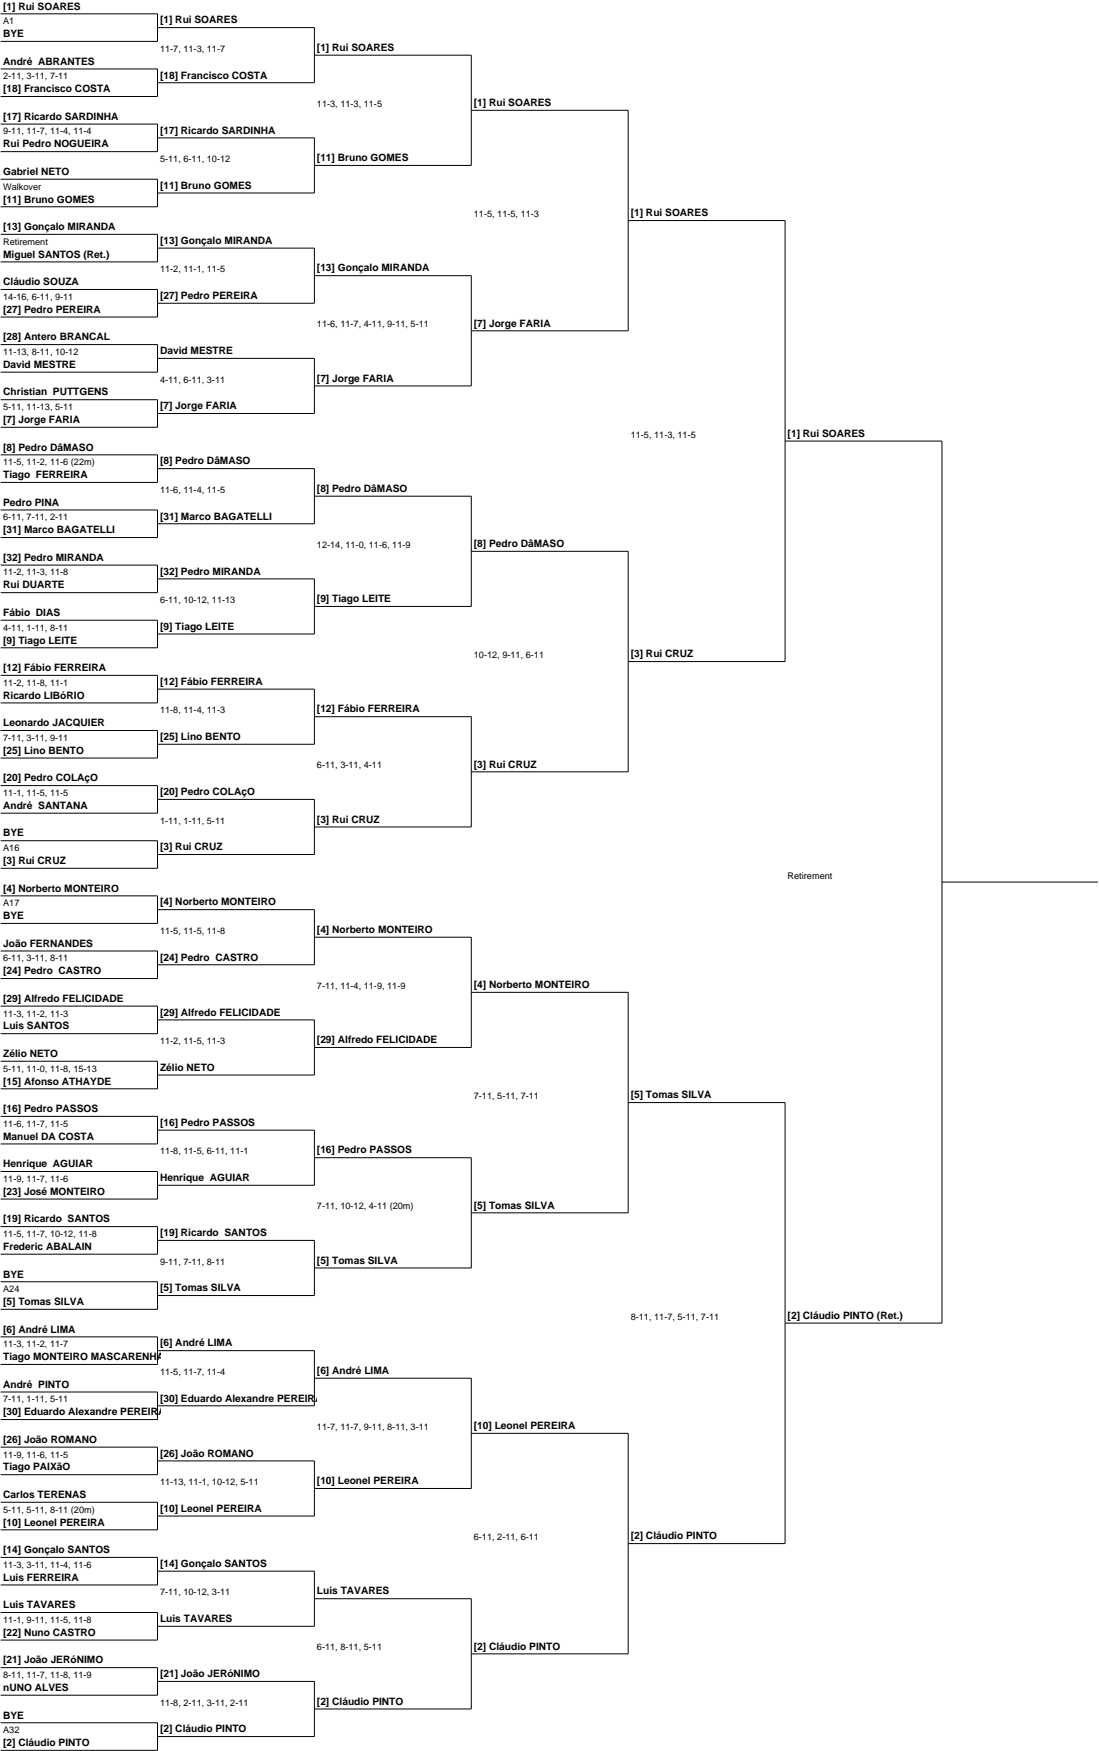 [1] Rui SOARES
A1
BYE
André  ABRANTES
2-11, 3-11, 7-11
[18] Francisco COSTA
[17] Ricardo SARDINHA
9-11, 11-7, 11-4, 11-4
Rui Pedro NOGUEIRA
Gabriel NETO
Walkover
[11] Bruno GOMES
[13] Gonçalo MIRANDA
Retirement
Miguel SANTOS (Ret.)
Cláudio SOUZA
14-16, 6-11, 9-11
[27] Pedro PEREIRA
[28] Antero BRANCAL
11-13, 8-11, 10-12
David MESTRE
Christian  PUTTGENS
5-11, 11-13, 5-11
[7] Jorge FARIA
[8] Pedro DâMASO
11-5, 11-2, 11-6 (22m)
Tiago  FERREIRA
Pedro PINA
6-11, 7-11, 2-11
[31] Marco BAGATELLI
[32] Pedro MIRANDA
11-2, 11-3, 11-8
Rui DUARTE
Fábio  DIAS
4-11, 1-11, 8-11
[9] Tiago LEITE
[12] Fábio FERREIRA
11-2, 11-8, 11-1
Ricardo LIBóRIO
Leonardo JACQUIER
7-11, 3-11, 9-11
[25] Lino BENTO
[20] Pedro COLAçO
11-1, 11-5, 11-5
André  SANTANA
BYE
A16
[3] Rui CRUZ
[4] Norberto MONTEIRO
A17
BYE
João FERNANDES
6-11, 3-11, 8-11
[24] Pedro  CASTRO
[29] Alfredo FELICIDADE
11-3, 11-2, 11-3
Luis SANTOS
Zélio NETO
5-11, 11-0, 11-8, 15-13
[15] Afonso ATHAYDE
[16] Pedro PASSOS
11-6, 11-7, 11-5
Manuel DA COSTA
Henrique  AGUIAR
11-9, 11-7, 11-6
[23] José MONTEIRO
[19] Ricardo  SANTOS
11-5, 11-7, 10-12, 11-8
Frederic ABALAIN
BYE
A24
[5] Tomas SILVA
[6] André LIMA
11-3, 11-2, 11-7
Tiago MONTEIRO MASCARENH
André  PINTO
7-11, 1-11, 5-11
[30] Eduardo Alexandre PEREIR
[26] João ROMANO
11-9, 11-6, 11-5
Tiago PAIXãO
Carlos TERENAS
5-11, 5-11, 8-11 (20m)
[10] Leonel PEREIRA
[14] Gonçalo SANTOS
11-3, 3-11, 11-4, 11-6
Luis FERREIRA
Luis TAVARES
11-1, 9-11, 11-5, 11-8
[22] Nuno CASTRO
[21] João JERóNIMO
8-11, 11-7, 11-8, 11-9
nUNO ALVES
BYE
A32
[2] Cláudio PINTO
[1] Rui SOARES
11-7, 11-3, 11-7
[18] Francisco COSTA
[17] Ricardo SARDINHA
5-11, 6-11, 10-12
[11] Bruno GOMES
[13] Gonçalo MIRANDA
11-2, 11-1, 11-5
[27] Pedro PEREIRA
David MESTRE
4-11, 6-11, 3-11
[7] Jorge FARIA
[8] Pedro DâMASO
11-6, 11-4, 11-5
[31] Marco BAGATELLI
[32] Pedro MIRANDA
6-11, 10-12, 11-13
[9] Tiago LEITE
[12] Fábio FERREIRA
11-8, 11-4, 11-3
[25] Lino BENTO
[20] Pedro COLAçO
1-11, 1-11, 5-11
[3] Rui CRUZ
[4] Norberto MONTEIRO
11-5, 11-5, 11-8
[24] Pedro  CASTRO
[29] Alfredo FELICIDADE
11-2, 11-5, 11-3
Zélio NETO
[16] Pedro PASSOS
11-8, 11-5, 6-11, 11-1
Henrique  AGUIAR
[19] Ricardo  SANTOS
9-11, 7-11, 8-11
[5] Tomas SILVA
[6] André LIMA
11-5, 11-7, 11-4
[30] Eduardo Alexandre PEREIR
[26] João ROMANO
11-13, 11-1, 10-12, 5-11
[10] Leonel PEREIRA
[14] Gonçalo SANTOS
7-11, 10-12, 3-11
Luis TAVARES
[21] João JERóNIMO
11-8, 2-11, 3-11, 2-11
[2] Cláudio PINTO
[1] Rui SOARES
11-3, 11-3, 11-5
[11] Bruno GOMES
[13] Gonçalo MIRANDA
11-6, 11-7, 4-11, 9-11, 5-11
[7] Jorge FARIA
[8] Pedro DâMASO
12-14, 11-0, 11-6, 11-9
[9] Tiago LEITE
[12] Fábio FERREIRA
6-11, 3-11, 4-11
[3] Rui CRUZ
[4] Norberto MONTEIRO
7-11, 11-4, 11-9, 11-9
[29] Alfredo FELICIDADE
[16] Pedro PASSOS
7-11, 10-12, 4-11 (20m)
[5] Tomas SILVA
[6] André LIMA
11-7, 11-7, 9-11, 8-11, 3-11
[10] Leonel PEREIRA
Luis TAVARES
6-11, 8-11, 5-11
[2] Cláudio PINTO
[1] Rui SOARES
11-5, 11-5, 11-3
[7] Jorge FARIA
[8] Pedro DâMASO
10-12, 9-11, 6-11
[3] Rui CRUZ
[4] Norberto MONTEIRO
7-11, 5-11, 7-11
[5] Tomas SILVA
[10] Leonel PEREIRA
6-11, 2-11, 6-11
[2] Cláudio PINTO
[1] Rui SOARES
11-5, 11-3, 11-5
[3] Rui CRUZ
[5] Tomas SILVA
8-11, 11-7, 5-11, 7-11
[2] Cláudio PINTO
[1] Rui SOARES
Retirement
[2] Cláudio PINTO (Ret.)